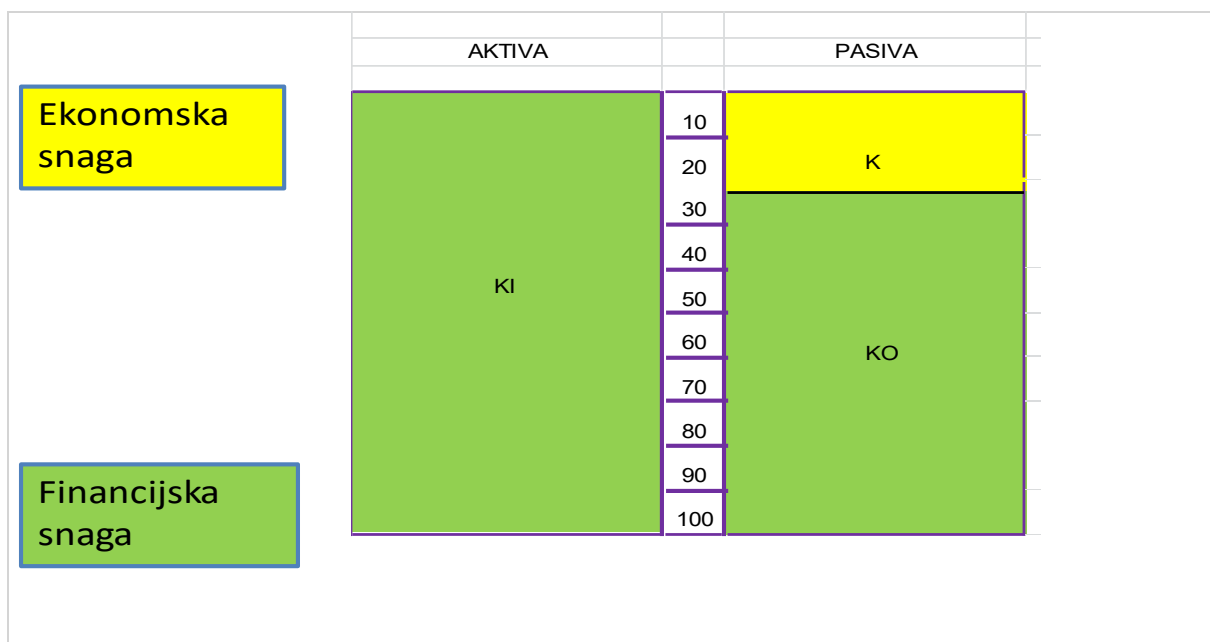 AKTIVA PASIVA
Ekonomska
snaga
10
20
K
30
40
KI
50
60
KO
70
80
90
100
Financijska
snaga